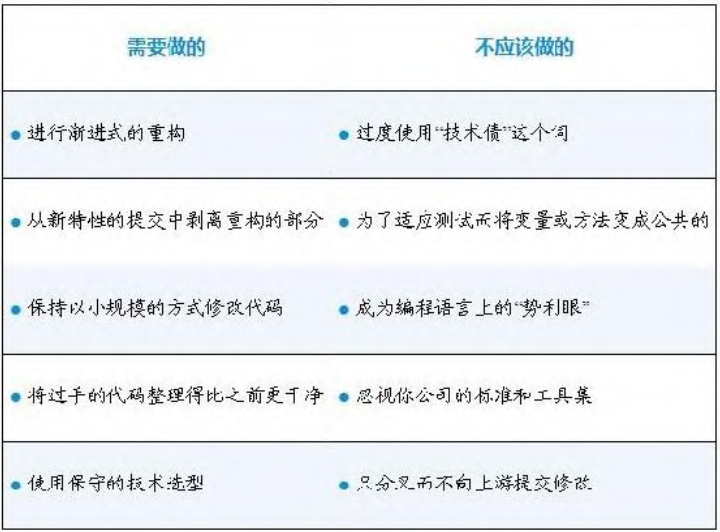 需要做的
不应该做的
进行渐进式的重构
过度使用“技术债”这个词
从新特性的提交中剥离重构的部分
为了适应测试而将变量或方法变成公共的
保持以小规模的方式修改代码
成为编程语言上的“势利眼”
将过手的代码整理得比之前更干净
忽视你公司的标准和工具集
使用保守的技术选型
只分叉而不向上游提交修改